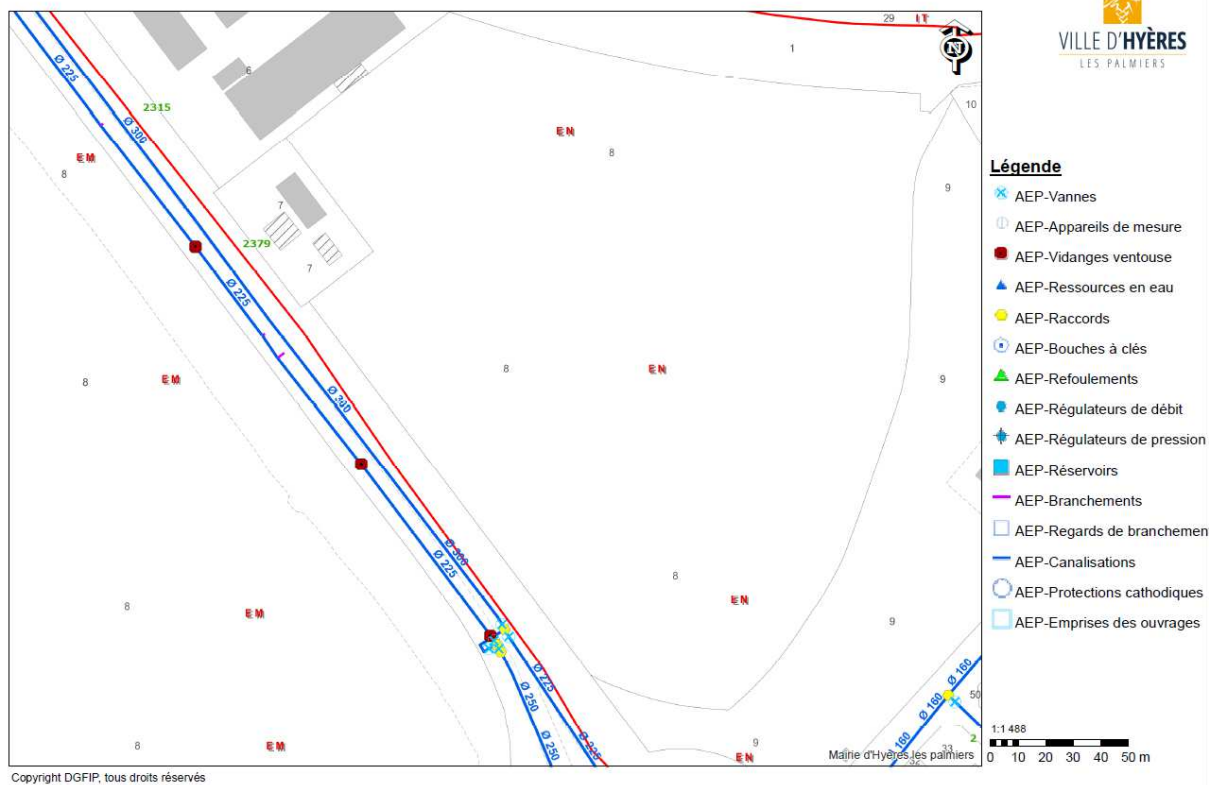 VILLE D'HYÈRES
LES PALMIERS
29 IT
N
1
6
10
Ø 225
2315
Ø 300
EN
EM
8
8
9
7
2379
7
Ø 225
8
EN
EM
8
9
Ø 300
Ø 300
Ø 225
8
EN
8
EM
9
Ø 225
Ø 250
Ø 160
Ø 160
50
Ø 250
Ø 225
160
2
8
EM
9
EN
33
Mairie d'Hyères les palmiers
Légende
AEP-Vannes
AEP-Appareils de mesure
AEP-Vidanges ventouse
AEP-Ressources en eau
AEP-Raccords
AEP-Bouches à clés
AEP-Refoulements
AEP-Régulateurs de débit
AEP-Régulateurs de pression
AEP-Réservoirs
AEP-Branchements
AEP-Regards de branchemen
AEP-Canalisations
AEP-Protections cathodiques
AEP-Emprises des ouvrages
1:1 488
0 10 20 30 40 50 m
Copyright DGFIP, tous droits réservés